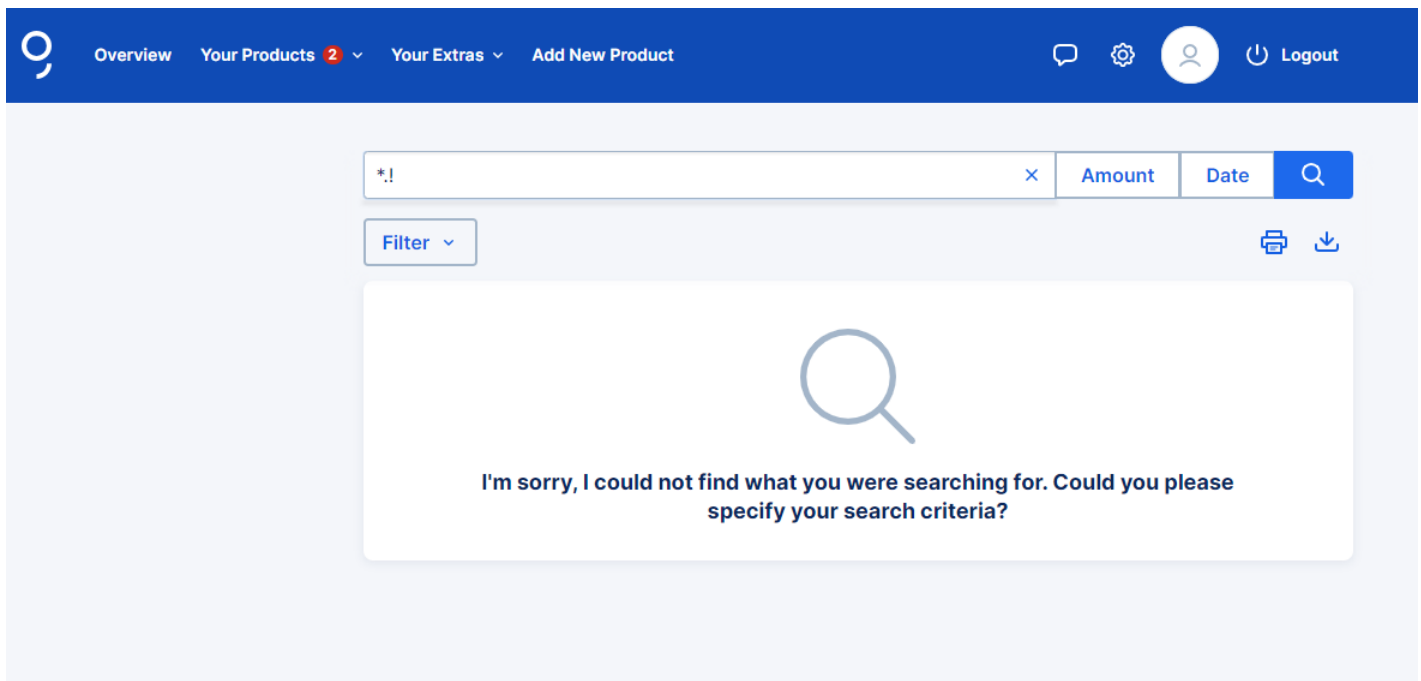 Overview Your Products 2 Your Extras Add New Product Logout
*.! Amount Date
Filter
I'm sorry, I could not find what you were searching for. Could you please
specify your search criteria?